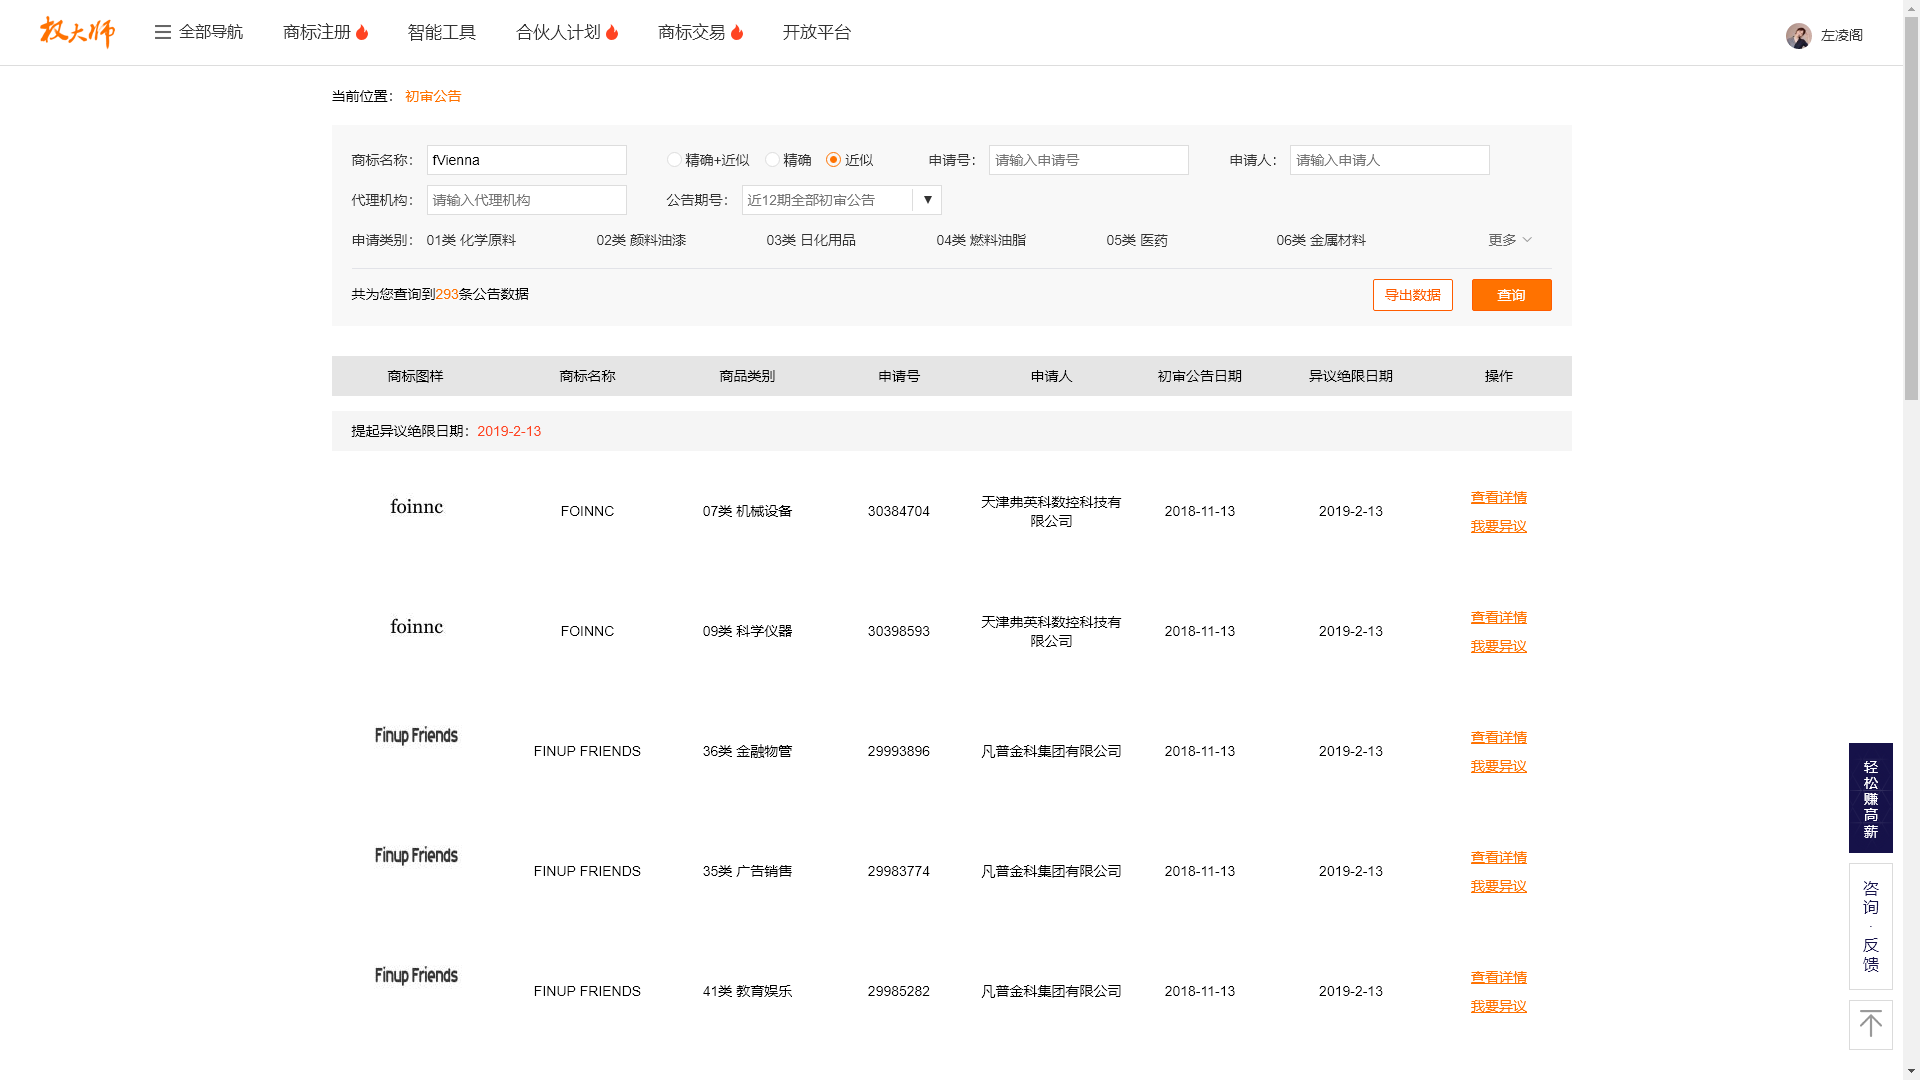 权大师 全部导航 商标注册 智能工具 合伙人计划 商标交易 开放平台 左凌阁
当前位置： 初审公告
商标名称： fVienna 精确+近似 精确 近似 申请号： 请输入申请号 申请人： 请输入申请人
代理机构： 请输入代理机构 公告期号： 近12期全部初审公告 ▼
申请类别： 01类 化学原料 02类 颜料油漆 03类 日化用品 04类 燃料油脂 05类 医药 06类 金属材料 更多
共为您查询到293条公告数据 导出数据 查询
商标图样 商标名称 商品类别 申请号 申请人 初审公告日期 异议绝限日期 操作
提起异议绝限日期：2019-2-13
foinnc FOINNC 07类 机械设备 30384704 天津弗英科数控科技有限公司 2018-11-13 2019-2-13 查看详情
我要异议
foinnc FOINNC 09类 科学仪器 30398593 天津弗英科数控科技有限公司 2018-11-13 2019-2-13 查看详情
我要异议
Finup Friends FINUP FRIENDS 36类 金融物管 29993896 凡普金科集团有限公司 2018-11-13 2019-2-13 查看详情
我要异议
Finup Friends FINUP FRIENDS 35类 广告销售 29983774 凡普金科集团有限公司 2018-11-13 2019-2-13 查看详情
我要异议
Finup Friends FINUP FRIENDS 41类 教育娱乐 29985282 凡普金科集团有限公司 2018-11-13 2019-2-13 查看详情
我要异议
轻松赚高薪
咨询·反馈